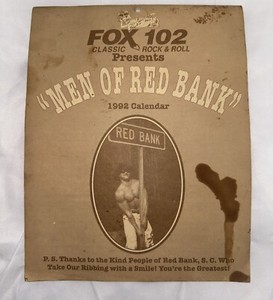 FOX 102
CLASSIC ROCK & ROLL
Presents
"MEN OF RED BANK"
1992 Calendar
RED BANK
P. S. Thanks to the Kind People of Red Bank, S. C. Who
Take Our Ribbing with a Smile! You're the Greatest!